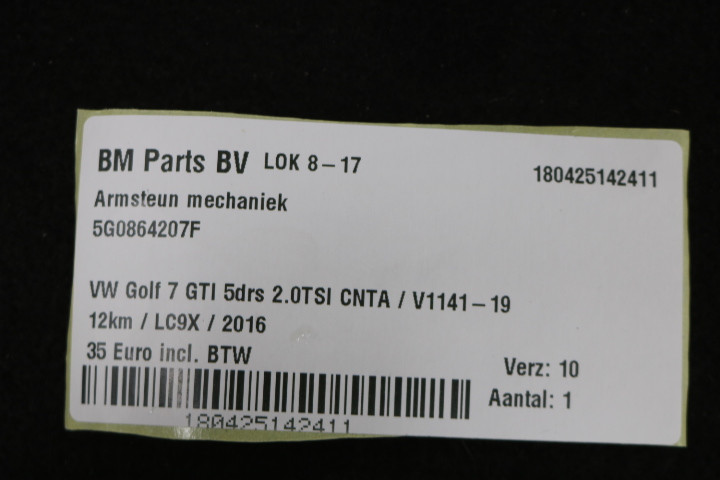 BM Parts BV LOK 8-17 180425142411
Armsteun mechaniek
5G0864207F
VW Golf 7 GTI 5drs 2.0TSI CNTA / V1141-19
12km / LC9X / 2016
35 Euro incl. BTW
Verz: 10
Aantal: 1
180425142411